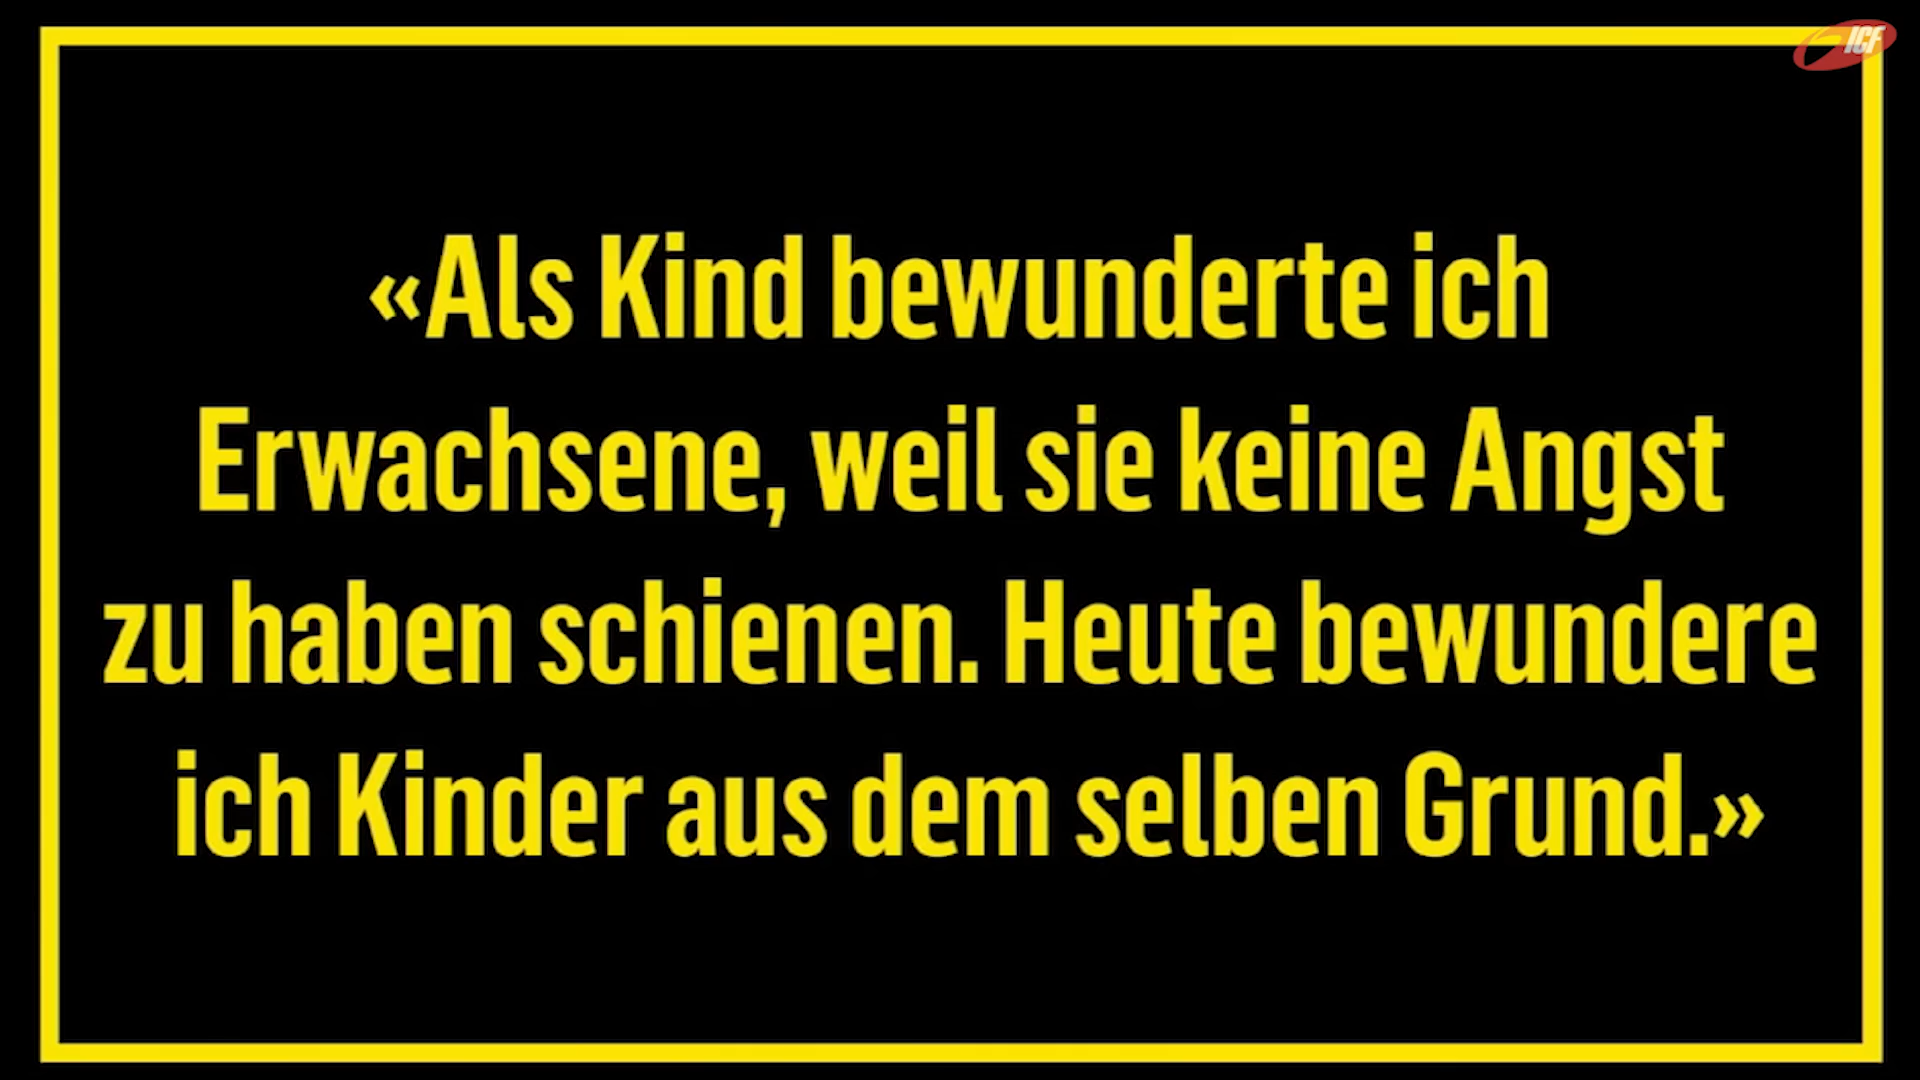 ICF
«Als Kind bewunderte ich
Erwachsene, weil sie keine Angst
zu haben schienen. Heute bewundere
ich Kinder aus dem selben Grund.»